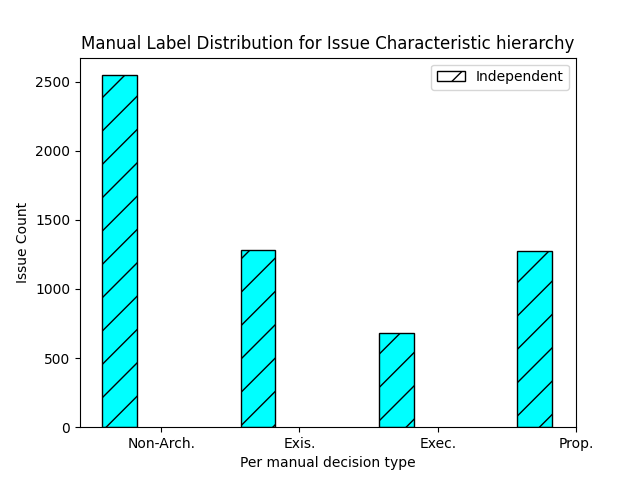 Manual Label Distribution for Issue Characteristic hierarchy
Independent
2500
2000
1500
1000
500
0
Issue Count
Non-Arch. Exis. Exec. Prop.
Per manual decision type